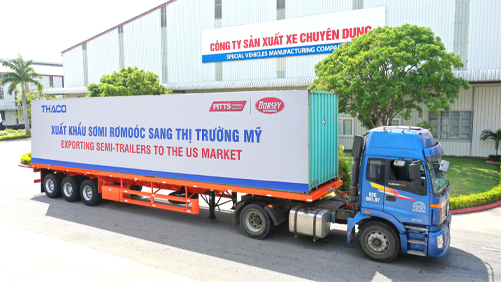 CÔNG TY SẢN XUẤT XE CHUYÊN DỤNG
SPECIAL VEHICLES MANUFACTURING COMPANY
THACO
THACO
PITTS
DORSEY
XUẤT KHẨU SƠMI RƠMOÓC SANG THỊ TRƯỜNG MỸ
EXPORTING SEMI-TRAILERS TO THE US MARKET